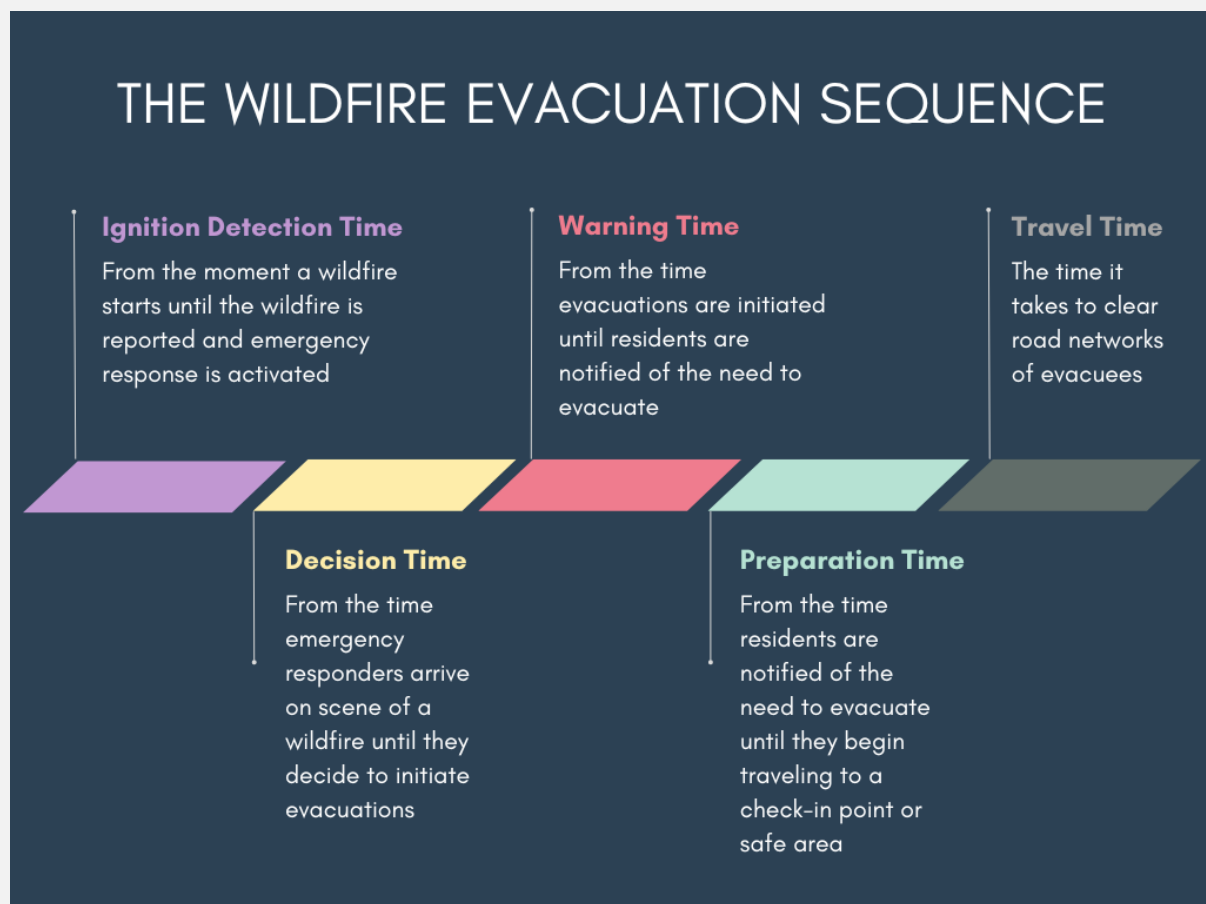 THE WILDFIRE EVACUATION SEQUENCE
Ignition Detection Time
From the moment a wildfire
starts until the wildfire is
reported and emergency
response is activated
Decision Time
From the time
emergency
responders arrive
on scene of a
wildfire until they
decide to initiate
evacuations
Warning Time
From the time
evacuations are initiated
until residents are
notified of the need to
evacuate
Preparation Time
From the time
residents are
notified of the
need to evacuate
until they begin
traveling to a
check-in point or
safe area
Travel Time
The time it
takes to clear
road networks
of evacuees